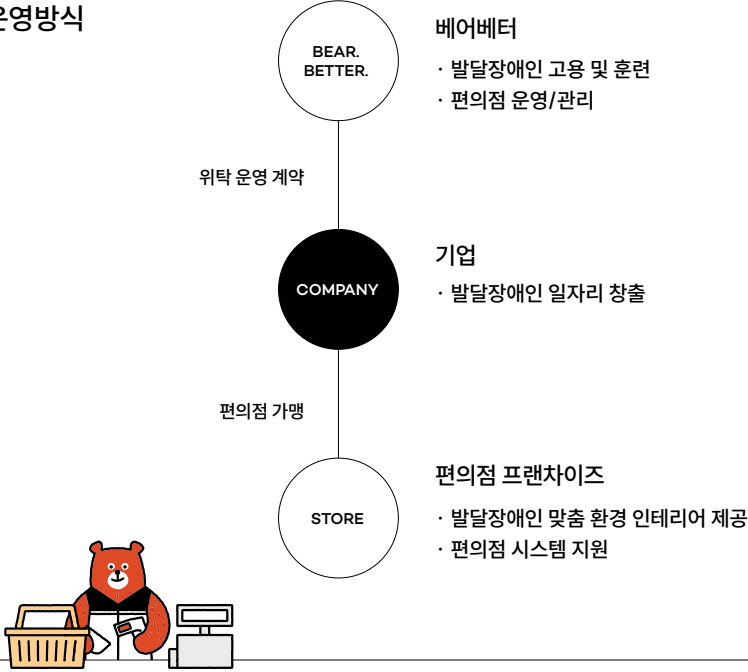 운영방식
BEAR.
BETTER.
베어베터
· 발달장애인 고용 및 훈련
· 편의점 운영/관리
위탁 운영 계약
COMPANY
기업
· 발달장애인 일자리 창출
편의점 가맹
STORE
편의점 프랜차이즈
· 발달장애인 맞춤 환경 인테리어 제공
· 편의점 시스템 지원